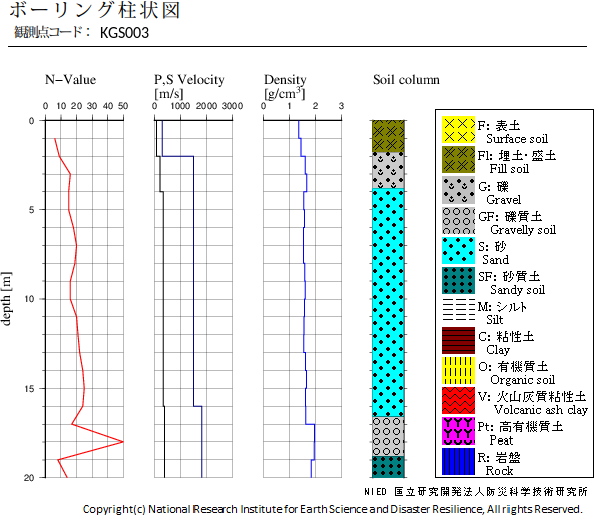 ボーリング柱状図
観測点コード： KGS003
N−Value
P,S Velocity
[m/s]
Density
[g/cm³]
Soil column
0 10 20 30 40 50
0 1000 2000 3000
0 1 2 3
0
5
10
15
20
depth [m]
F: 表土
Surface soil
Fl: 埋土・盛土
Fill soil
G: 礫
Gravel
GF: 礫質土
Gravelly soil
S: 砂
Sand
SF: 砂質土
Sandy soil
M: シルト
Silt
C: 粘性土
Clay
O: 有機質土
Organic soil
V: 火山灰質粘性土
Volcanic ash clay
Pt: 高有機質土
Peat
R: 岩盤
Rock
NIED 国立研究開発法人防災科学技術研究所
Copyright(c) National Research Institute for Earth Science and Disaster Resilience, All Rights Reserved.